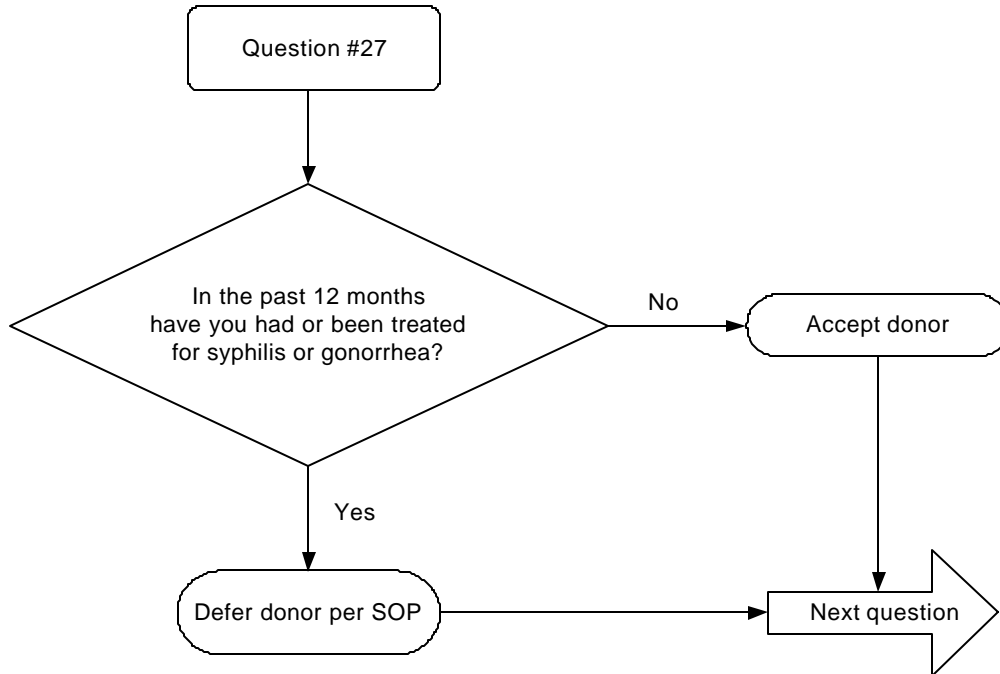 Question #27
In the past 12 months
have you had or been treated
for syphilis or gonorrhea?
No
Accept donor
Yes
Defer donor per SOP
Next question